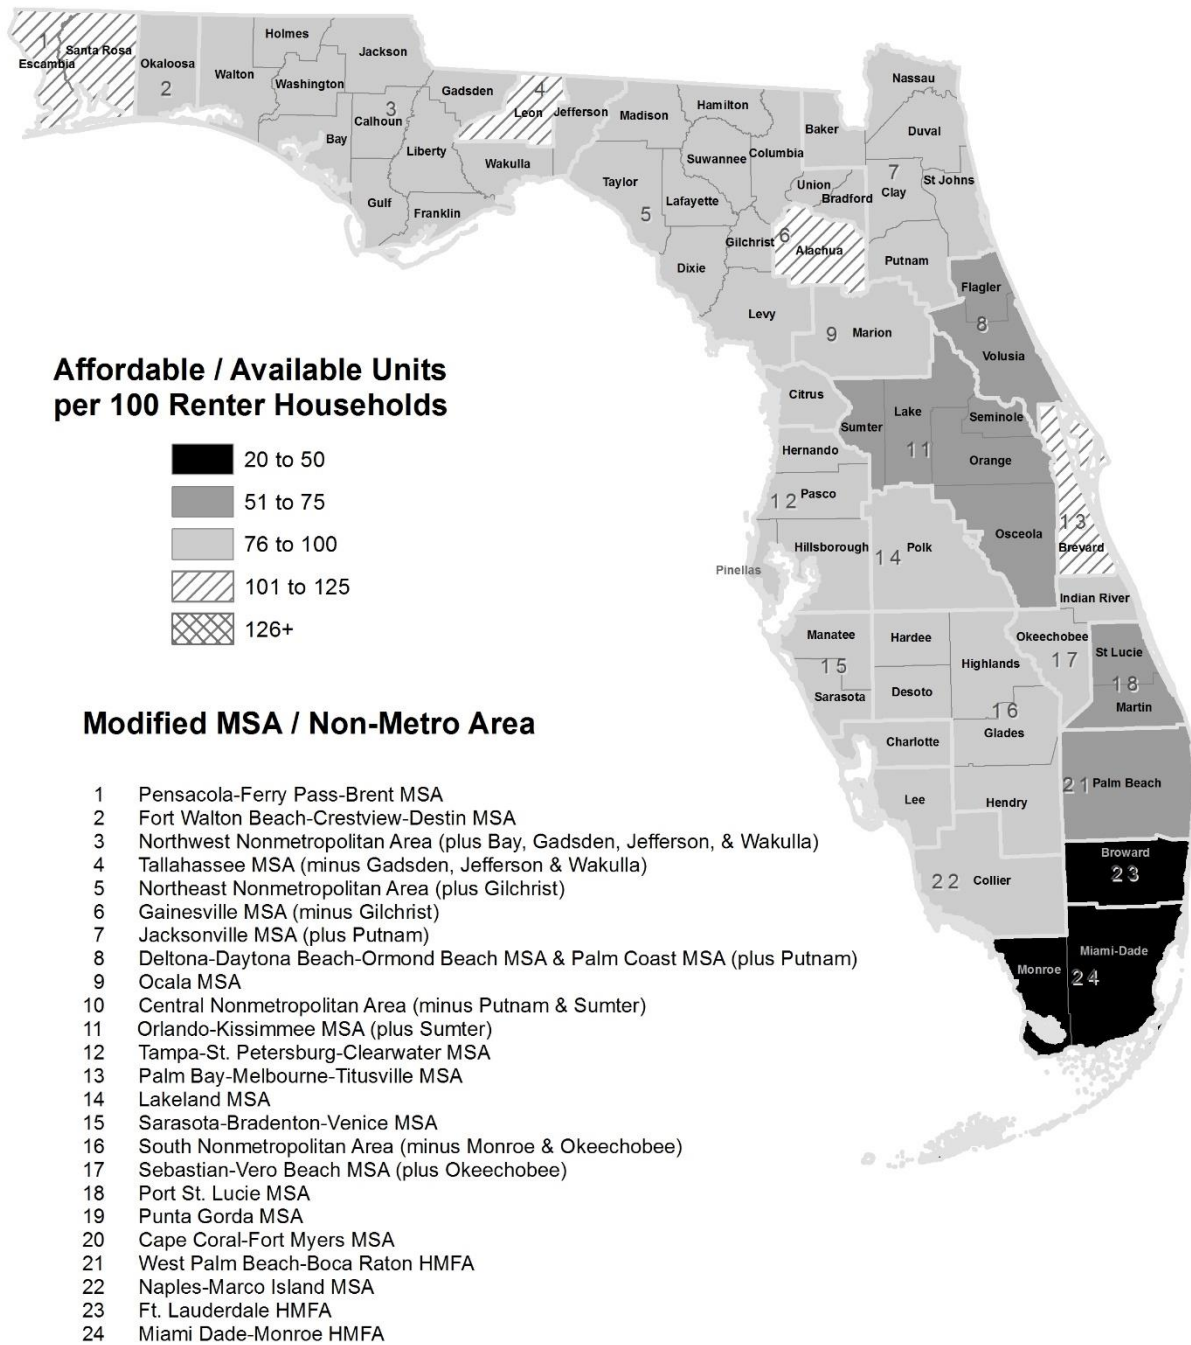 Holmes
Nassau
1
Santa Rosa
Jackson
Escambia
Okaloosa
Walton
Washington
2
Gadsden
4
Leon
Jefferson
Madison
Hamilton
3
Calhoun
Bay
Liberty
Wakulla
Baker
Duval
Suwannee
Columbia
7
Clay
St Johns
Taylor
Lafayette
Union
Bradford
Gulf
Franklin
5
Gilchrist
6
Alachua
Putnam
Dixie
Flagler
Levy
8
9
Marion
Volusia
Affordable / Available Units
per 100 Renter Households
20 to 50
51 to 75
76 to 100
101 to 125
126+
Citrus
Sumter
Lake
Seminole
11
Orange
Hernando
12
Pasco
13
Brevard
Osceola
Hillsborough
14
Polk
Pinellas
Indian River
Manatee
15
Sarasota
Hardee
Desoto
Highlands
Okeechobee
17
St Lucie
18
Martin
16
Glades
Charlotte
Lee
Hendry
21
Palm Beach
22
Collier
Broward
23
Monroe
Miami-Dade
24
Modified MSA / Non-Metro Area
1 Pensacola-Ferry Pass-Brent MSA
2 Fort Walton Beach-Crestview-Destin MSA
3 Northwest Nonmetropolitan Area (plus Bay, Gadsden, Jefferson, & Wakulla)
4 Tallahassee MSA (minus Gadsden, Jefferson & Wakulla)
5 Northeast Nonmetropolitan Area (plus Gilchrist)
6 Gainesville MSA (minus Gilchrist)
7 Jacksonville MSA (plus Putnam)
8 Deltona-Daytona Beach-Ormond Beach MSA & Palm Coast MSA (plus Putnam)
9 Ocala MSA
10 Central Nonmetropolitan Area (minus Putnam & Sumter)
11 Orlando-Kissimmee MSA (plus Sumter)
12 Tampa-St. Petersburg-Clearwater MSA
13 Palm Bay-Melbourne-Titusville MSA
14 Lakeland MSA
15 Sarasota-Bradenton-Venice MSA
16 South Nonmetropolitan Area (minus Monroe & Okeechobee)
17 Sebastian-Vero Beach MSA (plus Okeechobee)
18 Port St. Lucie MSA
19 Punta Gorda MSA
20 Cape Coral-Fort Myers MSA
21 West Palm Beach-Boca Raton HMFA
22 Naples-Marco Island MSA
23 Ft. Lauderdale HMFA
24 Miami Dade-Monroe HMFA